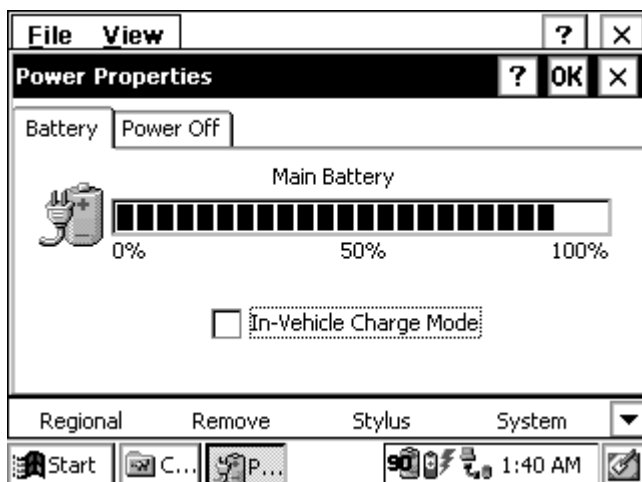 File View ? ×
Power Properties ? OK ×
Battery Power Off
Main Battery
0% 50% 100%
In-Vehicle Charge Mode
Regional Remove Stylus System
Start C... P... 90 1:40 AM